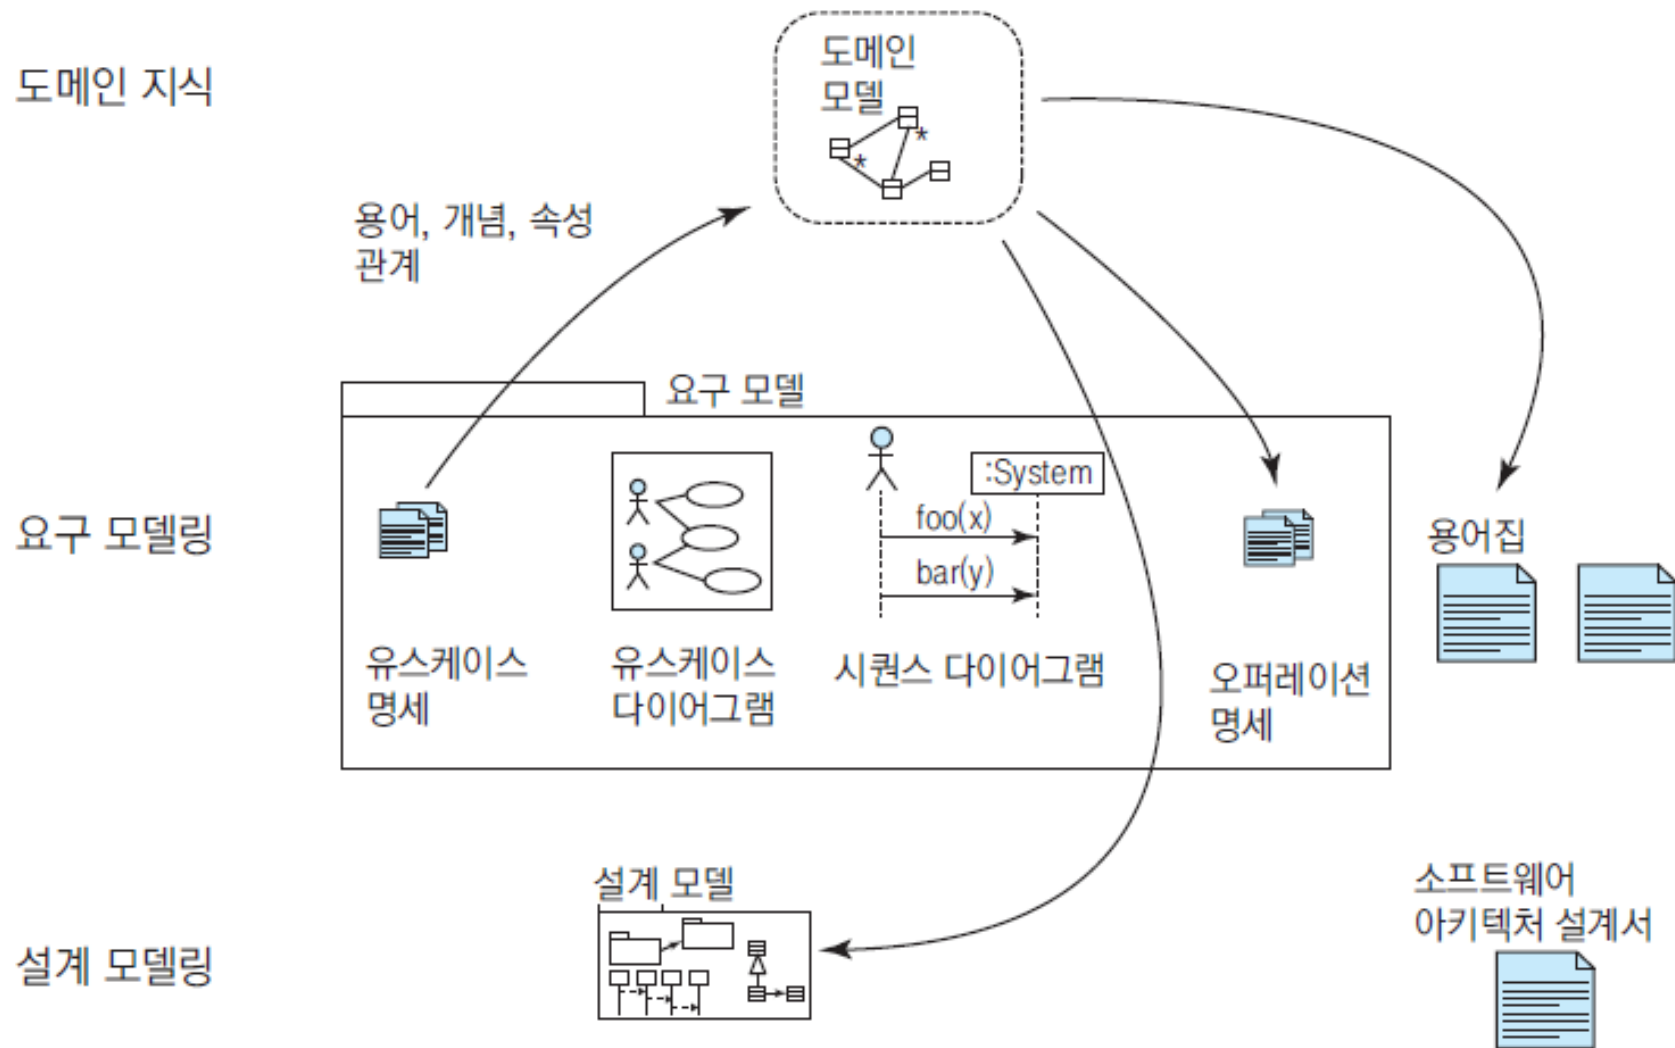 도메인 지식
도메인
모델
*
*
용어, 개념, 속성
관계
요구 모델
요구 모델링
:System
foo(x)
bar(y)
유스케이스
명세
유스케이스
다이어그램
시퀀스 다이어그램
오퍼레이션
명세
용어집
설계 모델링
설계 모델
소프트웨어
아키텍처 설계서